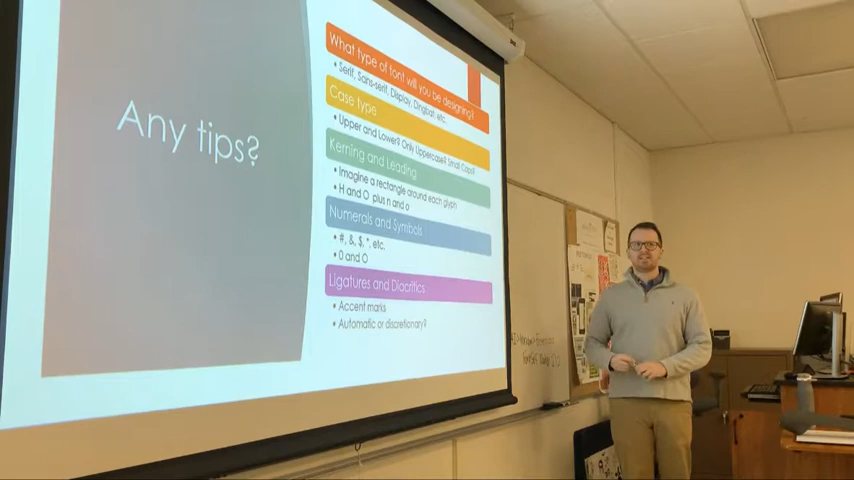 Any tips?
What type of font will you be designing?
• Serif, Sans-serif, Display, Dingbat, etc.
Case type
• Upper and Lower? Only Uppercase? Small Caps?
Kerning and Leading
• Imagine a rectangle around each glyph
• H and O plus n and o
Numerals and Symbols
• #, &, $, *, etc.
• 0 and O
Ligatures and Diacritics
• Accent marks
• Automatic or discretionary?